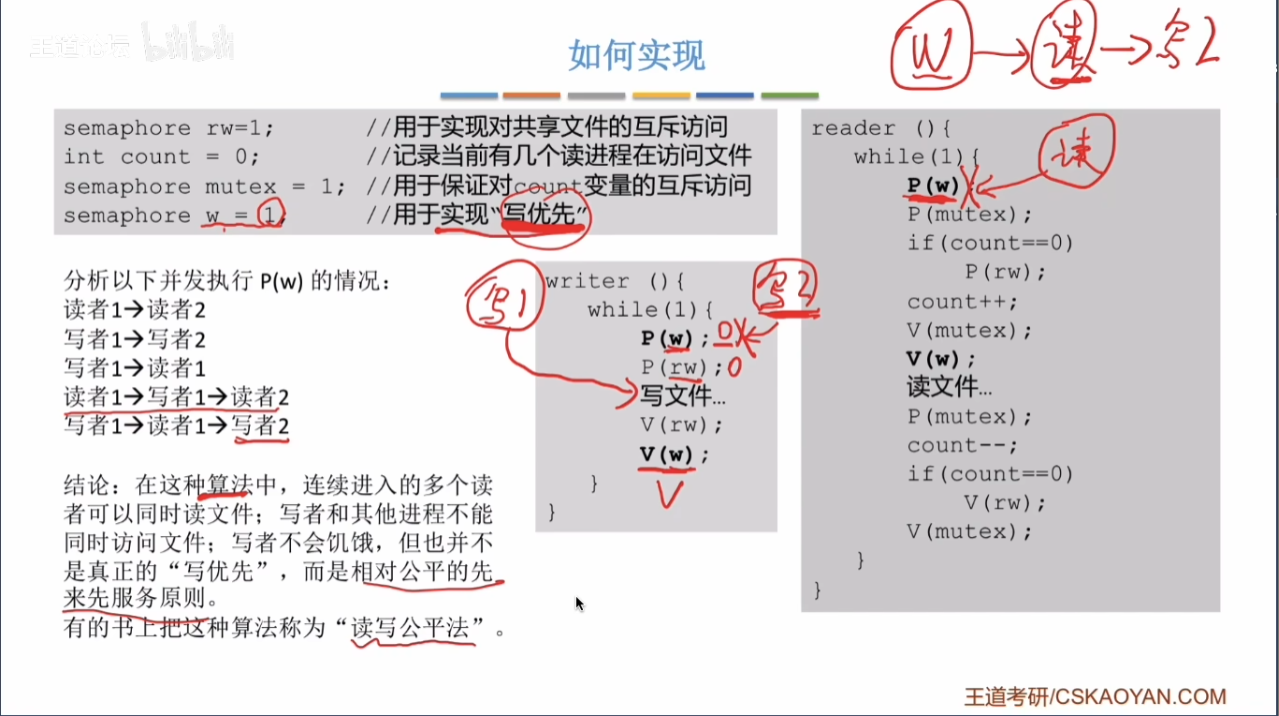 王道论坛 bilibili
如何实现
W→读→写2
semaphore rw=1; //用于实现对共享文件的互斥访问
int count = 0; //记录当前有几个读进程在访问文件
semaphore mutex = 1; //用于保证对count变量的互斥访问
semaphore w = 1; //用于实现“写优先”
分析以下并发执行 P(w) 的情况：
读者1→读者2
写者1→写者2
写者1→读者1
读者1→写者1→读者2
写者1→读者1→写者2
结论：在这种算法中，连续进入的多个读
者可以同时读文件；写者和其他进程不能
同时访问文件；写者不会饥饿，但也并不
是真正的“写优先”，而是相对公平的先
来先服务原则。
有的书上把这种算法称为“读写公平法”。
写1
写2
writer (){
while(1){
P(w); 0
P(rw); 0
写文件…
V(rw);
V(w);
V
}
}
reader (){
while(1){
读
P(w);
P(mutex);
if(count==0)
P(rw);
count++;
V(mutex);
V(w);
读文件…
P(mutex);
count--;
if(count==0)
V(rw);
V(mutex);
}
}
王道考研/CSKAOYAN.COM